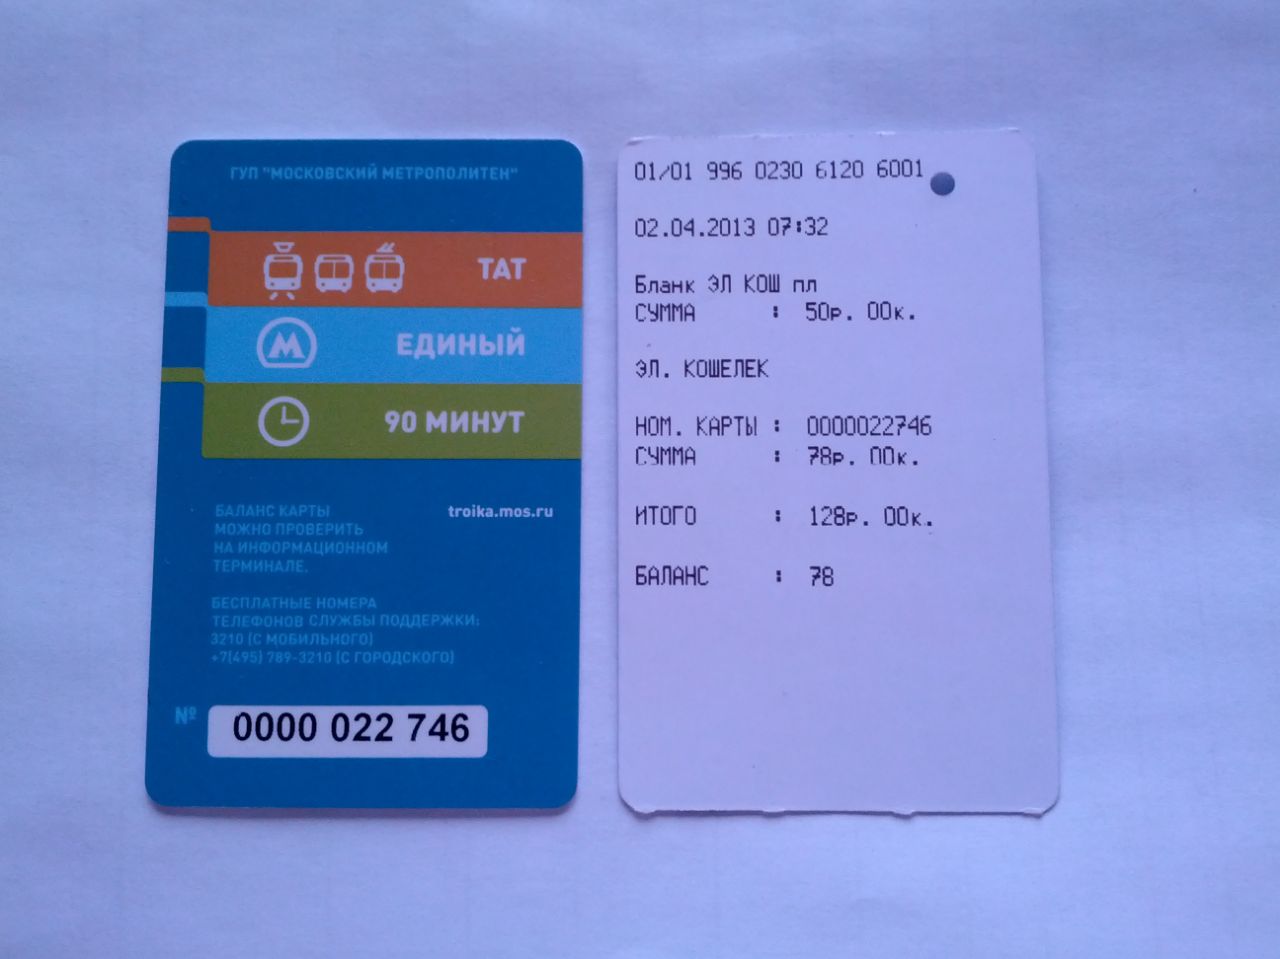 ГУП "МОСКОВСКИЙ МЕТРОПОЛИТЕН"
ТАТ
М ЕДИНЫЙ
90 МИНУТ
БАЛАНС КАРТЫ
МОЖНО ПРОВЕРИТЬ
НА ИНФОРМАЦИОННОМ
ТЕРМИНАЛЕ.
troika.mos.ru
БЕСПЛАТНЫЕ НОМЕРА
ТЕЛЕФОНОВ СЛУЖБЫ ПОДДЕРЖКИ:
3210 (С МОБИЛЬНОГО)
+7(495) 789-3210 (С ГОРОДСКОГО)
№ 0000 022 746
01/01 996 0230 6120 6001
02.04.2013 07:32
Бланк ЭЛ КОШ пл
СУММА : 50р. 00к.
ЭЛ. КОШЕЛЕК
НОМ. КАРТЫ : 0000022746
СУММА : 78р. 00к.
ИТОГО : 128р. 00к.
БАЛАНС : 78